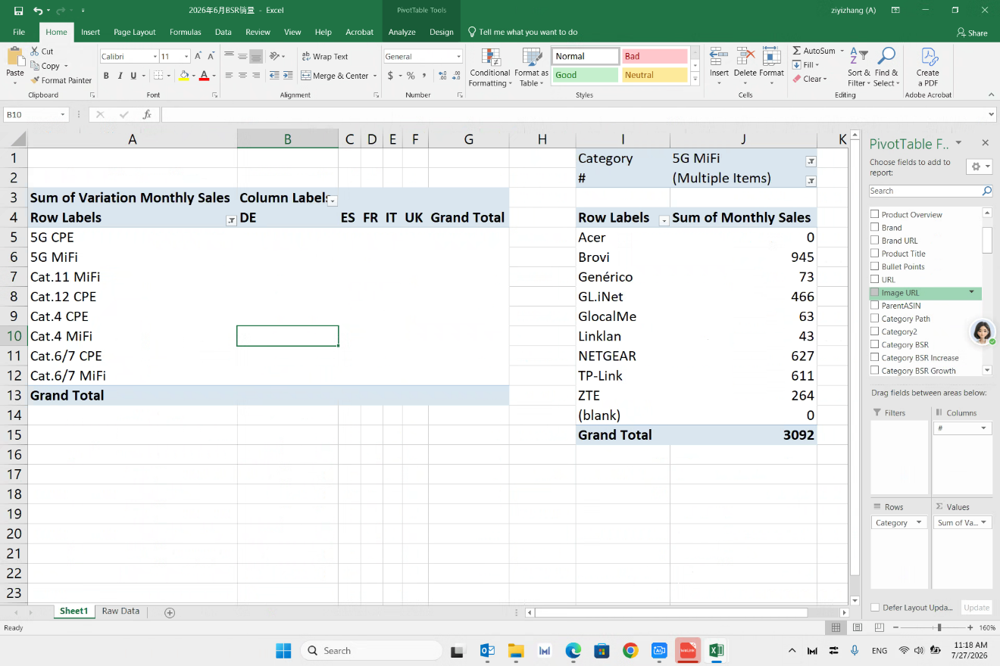 2026年6月BSR销量 - Excel
PivotTable Tools
ziyizhang (A)
File Home Insert Page Layout Formulas Data Review View Help Acrobat Analyze Design Tell me what you want to do Share
Paste
Cut
Copy
Format Painter
Calibri 11
B I U
Wrap Text
Merge & Center
General
$ % ,
Conditional Formatting
Format as Table
Normal Bad
Good Neutral
Insert Delete Format
AutoSum
Fill
Clear
Sort & Filter
Find & Select
Create a PDF
Clipboard Font Alignment Number Styles Cells Editing Adobe Acrobat
B10 fx
A B C D E F G H I J K
1 Category 5G MiFi
2 # (Multiple Items)
3 Sum of Variation Monthly Sales Column Labels
4 Row Labels DE ES FR IT UK Grand Total Row Labels Sum of Monthly Sales
5 5G CPE Acer 0
6 5G MiFi Brovi 945
7 Cat.11 MiFi Genérico 73
8 Cat.12 CPE GL.iNet 466
9 Cat.4 CPE GlocalMe 63
10 Cat.4 MiFi Linklan 43
11 Cat.6/7 CPE NETGEAR 627
12 Cat.6/7 MiFi TP-Link 611
13 Grand Total ZTE 264
14 (blank) 0
15 Grand Total 3092
16
17
18
19
20
21
22
23
PivotTable F..
Choose fields to add to report:
Search
Product Overview
Brand
Brand URL
Product Title
Bullet Points
URL
Image URL
ParentASIN
Category Path
Category2
Category BSR
Category BSR Increase
Category BSR Growth
Drag fields between areas below:
Filters Columns
#
Rows Values
Category Sum of Va...
Defer Layout Upda... Update
Sheet1 Raw Data
Ready 160%
Search
ENG
11:18 AM
7/27/2026